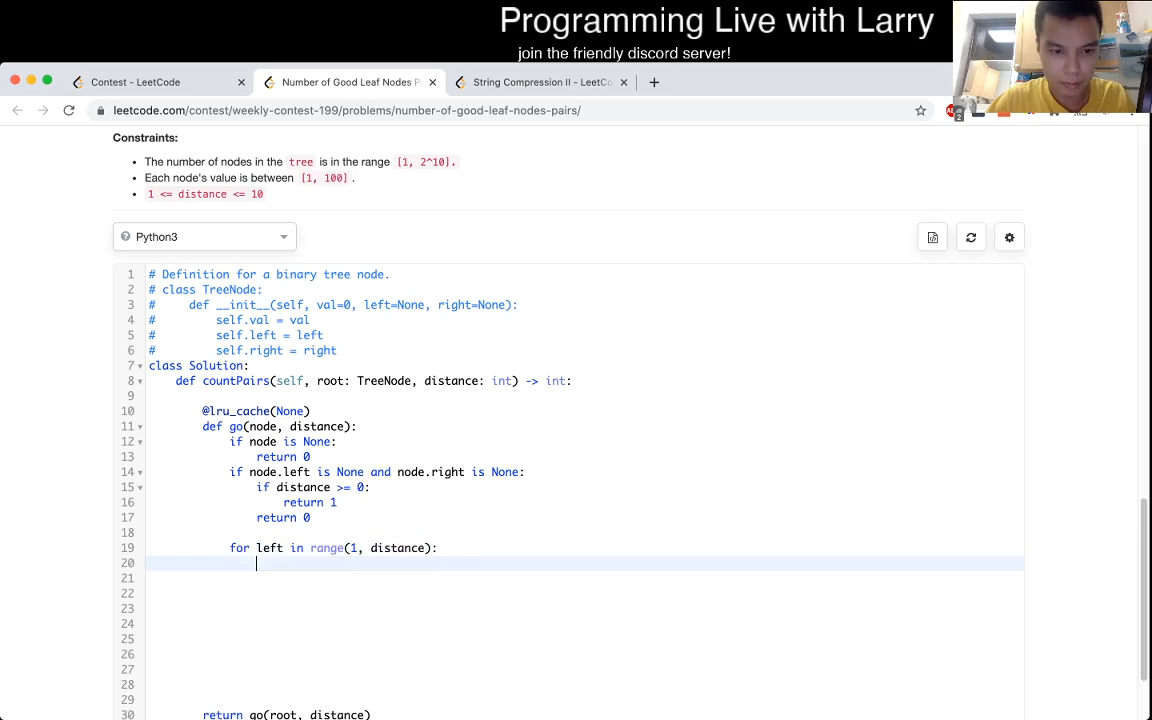 Programming Live with Larry
join the friendly discord server!
Contest - LeetCode
Number of Good Leaf Nodes P
String Compression II - LeetCo
leetcode.com/contest/weekly-contest-199/problems/number-of-good-leaf-nodes-pairs/
2
Constraints:
The number of nodes in the tree is in the range [1, 2^10].
Each node's value is between [1, 100] .
1 <= distance <= 10
Python3
1 # Definition for a binary tree node.
2 # class TreeNode:
3 #     def __init__(self, val=0, left=None, right=None):
4 #         self.val = val
5 #         self.left = left
6 #         self.right = right
7 class Solution:
8     def countPairs(self, root: TreeNode, distance: int) -> int:
9
10         @lru_cache(None)
11         def go(node, distance):
12             if node is None:
13                 return 0
14             if node.left is None and node.right is None:
15                 if distance >= 0:
16                     return 1
17                 return 0
18
19             for left in range(1, distance):
20
21
22
23
24
25
26
27
28
29
30         return go(root, distance)